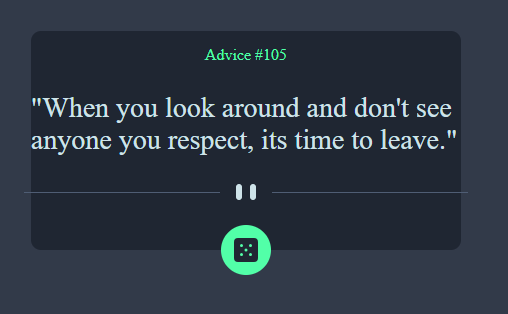 Advice #105
"When you look around and don't see
anyone you respect, its time to leave."